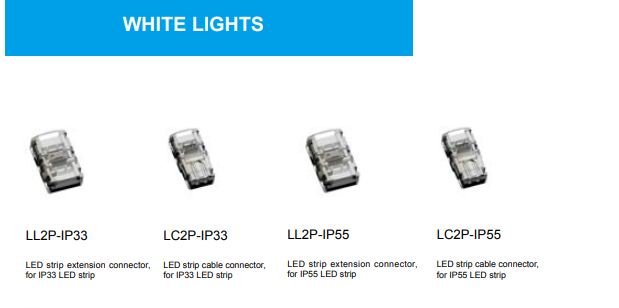 WHITE LIGHTS
LL2P-IP33
LED strip extension connector,
for IP33 LED strip
LC2P-IP33
LED strip cable connector,
for IP33 LED strip
LL2P-IP55
LED strip extension connector,
for IP55 LED strip
LC2P-IP55
LED strip cable connector,
for IP55 LED strip